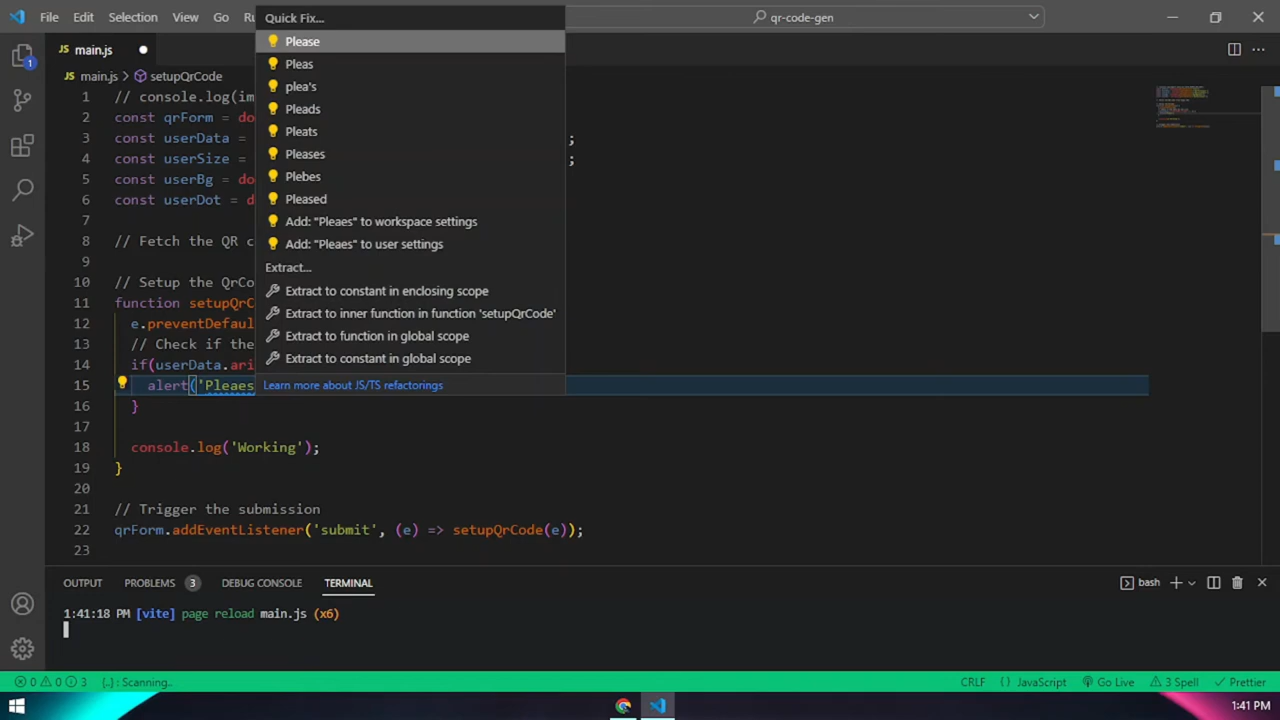 File Edit Selection View Go Ru
qr-code-gen
JS main.js
JS main.js > setupQrCode
Quick Fix...
Please
Pleas
plea's
Pleads
Pleats
Pleases
Plebes
Pleased
Add: "Pleaes" to workspace settings
Add: "Pleaes" to user settings
Extract...
Extract to constant in enclosing scope
Extract to inner function in function 'setupQrCode'
Extract to function in global scope
Extract to constant in global scope
Learn more about JS/TS refactorings
1 // console.log(im
2 const qrForm = do
3 const userData = ;
4 const userSize = ;
5 const userBg = do
6 const userDot = d
7
8 // Fetch the QR c
9
10 // Setup the QrCo
11 function setupQrC
12 e.preventDefaul
13 // Check if the
14 if(userData.ari
15 alert('Pleaes
16 }
17
18 console.log('Working');
19 }
20
21 // Trigger the submission
22 qrForm.addEventListener('submit', (e) => setupQrCode(e));
23
OUTPUT PROBLEMS 3 DEBUG CONSOLE TERMINAL
bash
1:41:18 PM [vite] page reload main.js (x6)
0 0 3 {..} : Scanning..
CRLF {} JavaScript Go Live 3 Spell Prettier
1:41 PM
1